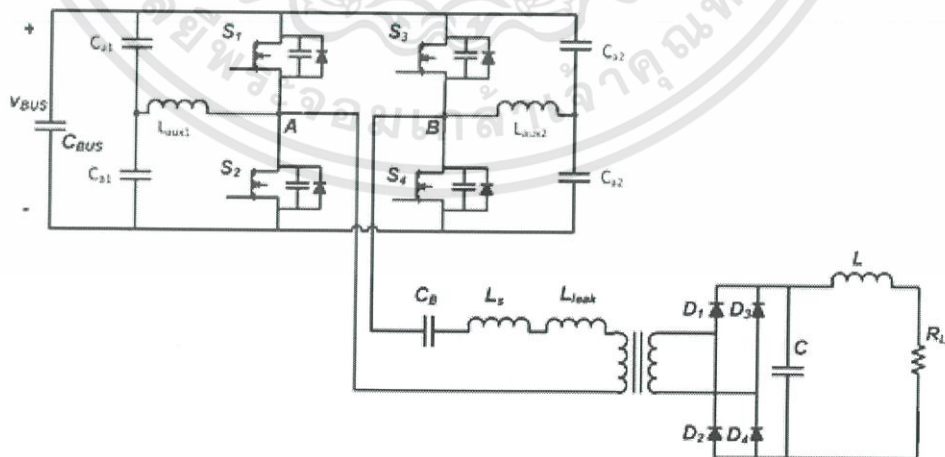 +
S1
S3
Ca1
Ca2
VBUS
CBUS
Laux1
A
B
Laux2
Ca1
S2
S4
Ca2
-
CB
Ls
Lleak
D1
D3
C
L
RL
D2
D4